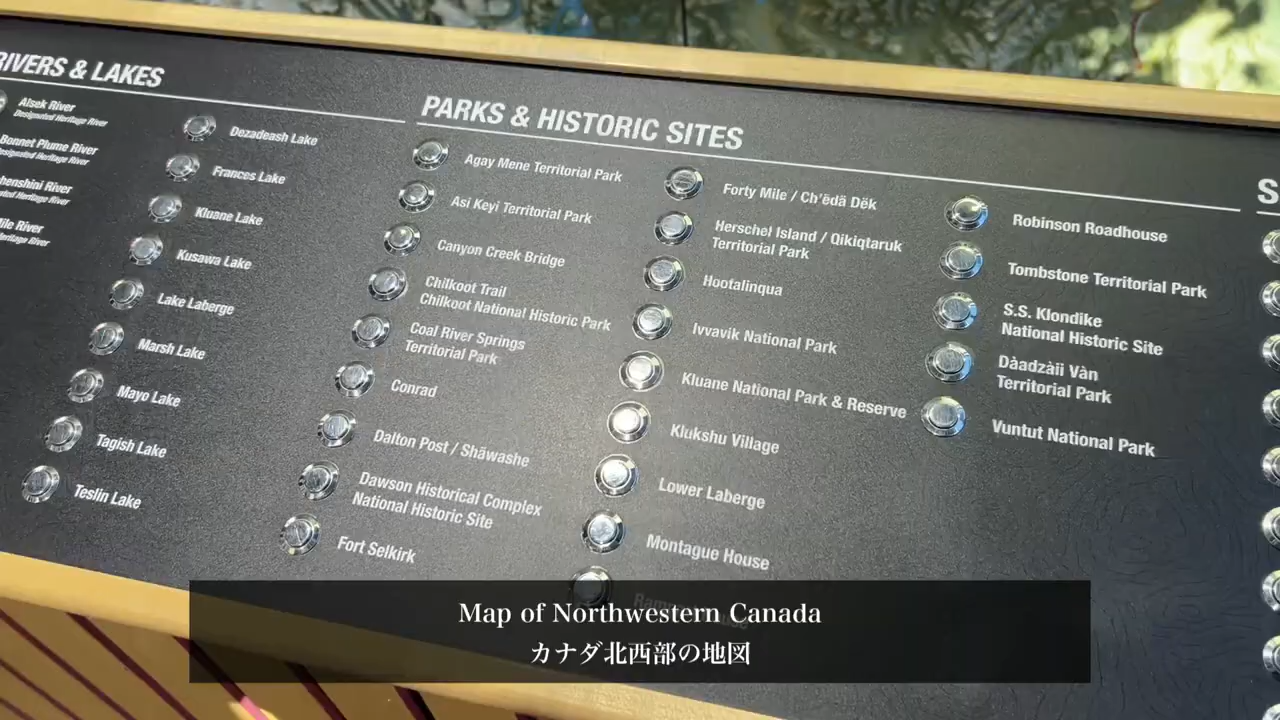 RIVERS & LAKES
Alsek River
Designated Heritage River
Bonnet Plume River
Designated Heritage River
River
Heritage River
River
Heritage River
Dezadeash Lake
Frances Lake
Kluane Lake
Kusawa Lake
Lake Laberge
Marsh Lake
Mayo Lake
Tagish Lake
Teslin Lake
PARKS & HISTORIC SITES
Agay Mene Territorial Park
Asi Keyi Territorial Park
Canyon Creek Bridge
Chilkoot Trail
Chilkoot National Historic Park
Coal River Springs
Territorial Park
Conrad
Dalton Post / Shäwashe
Dawson Historical Complex
National Historic Site
Fort Selkirk
Forty Mile / Ch'ëdä Dëk
Herschel Island / Qikiqtaruk
Territorial Park
Hootalinqua
Ivvavik National Park
Kluane National Park & Reserve
Klukshu Village
Lower Laberge
Montague House
Robinson Roadhouse
Tombstone Territorial Park
S.S. Klondike
National Historic Site
Dàadzàii Vàn
Territorial Park
Vuntut National Park
S
Map of Northwestern Canada
カナダ北西部の地図